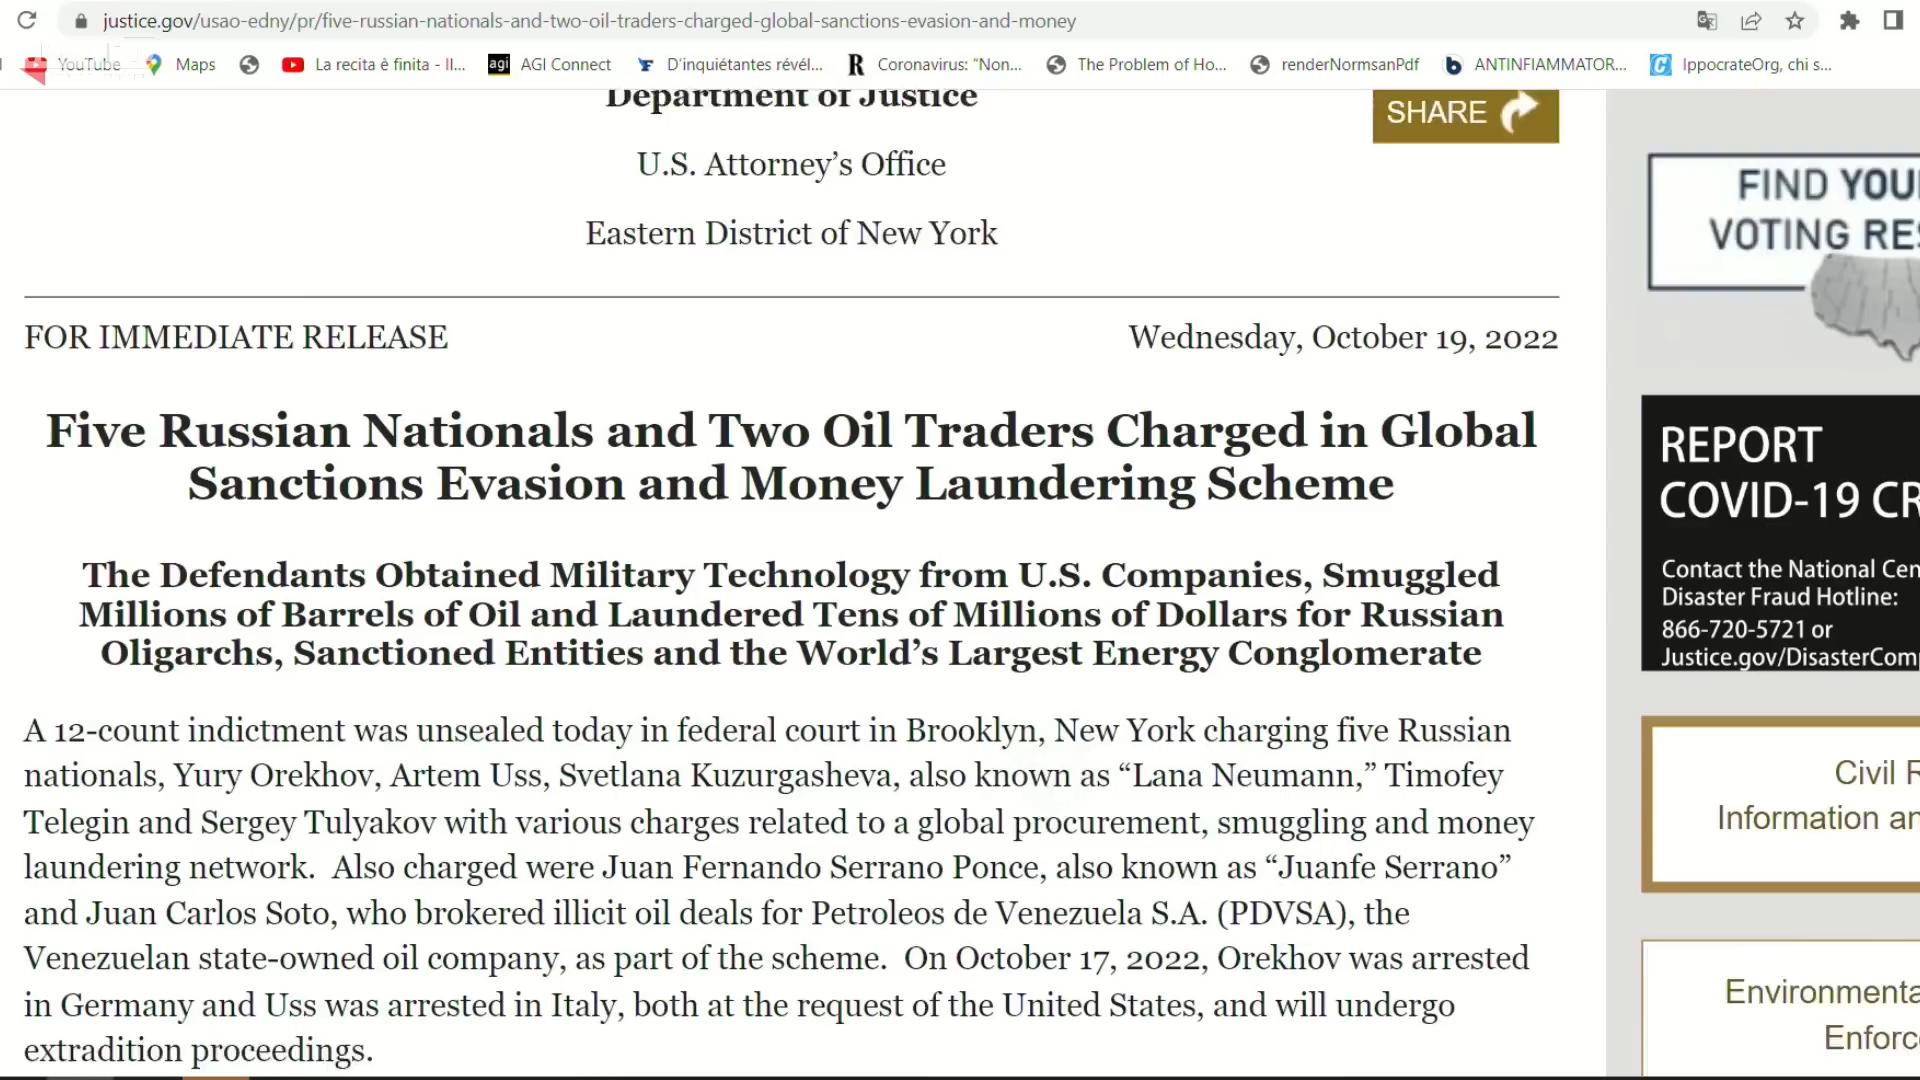 justice.gov/usao-edny/pr/five-russian-nationals-and-two-oil-traders-charged-global-sanctions-evasion-and-money
YouTube Maps La recita è finita - Il... agi AGI Connect D'inquiétantes révél... R Coronavirus: “Non... The Problem of Ho... renderNormsanPdf b ANTINFIAMMATOR... IppocrateOrg, chi s...
Department of Justice
SHARE
U.S. Attorney’s Office
Eastern District of New York
FOR IMMEDIATE RELEASE
Wednesday, October 19, 2022
Five Russian Nationals and Two Oil Traders Charged in Global
Sanctions Evasion and Money Laundering Scheme
The Defendants Obtained Military Technology from U.S. Companies, Smuggled
Millions of Barrels of Oil and Laundered Tens of Millions of Dollars for Russian
Oligarchs, Sanctioned Entities and the World’s Largest Energy Conglomerate
A 12-count indictment was unsealed today in federal court in Brooklyn, New York charging five Russian
nationals, Yury Orekhov, Artem Uss, Svetlana Kuzurgasheva, also known as “Lana Neumann,” Timofey
Telegin and Sergey Tulyakov with various charges related to a global procurement, smuggling and money
laundering network.  Also charged were Juan Fernando Serrano Ponce, also known as “Juanfe Serrano”
and Juan Carlos Soto, who brokered illicit oil deals for Petroleos de Venezuela S.A. (PDVSA), the
Venezuelan state-owned oil company, as part of the scheme.  On October 17, 2022, Orekhov was arrested
in Germany and Uss was arrested in Italy, both at the request of the United States, and will undergo
extradition proceedings.
FIND YOU
VOTING RES
REPORT
COVID-19 CR
Contact the National Cen
Disaster Fraud Hotline:
866-720-5721 or
Justice.gov/DisasterCom
Civil R
Information an
Environmenta
Enforc